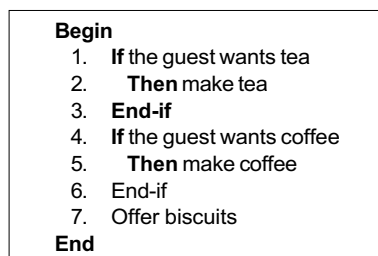 Begin
1. If the guest wants tea
2. Then make tea
3. End-if
4. If the guest wants coffee
5. Then make coffee
6. End-if
7. Offer biscuits
End